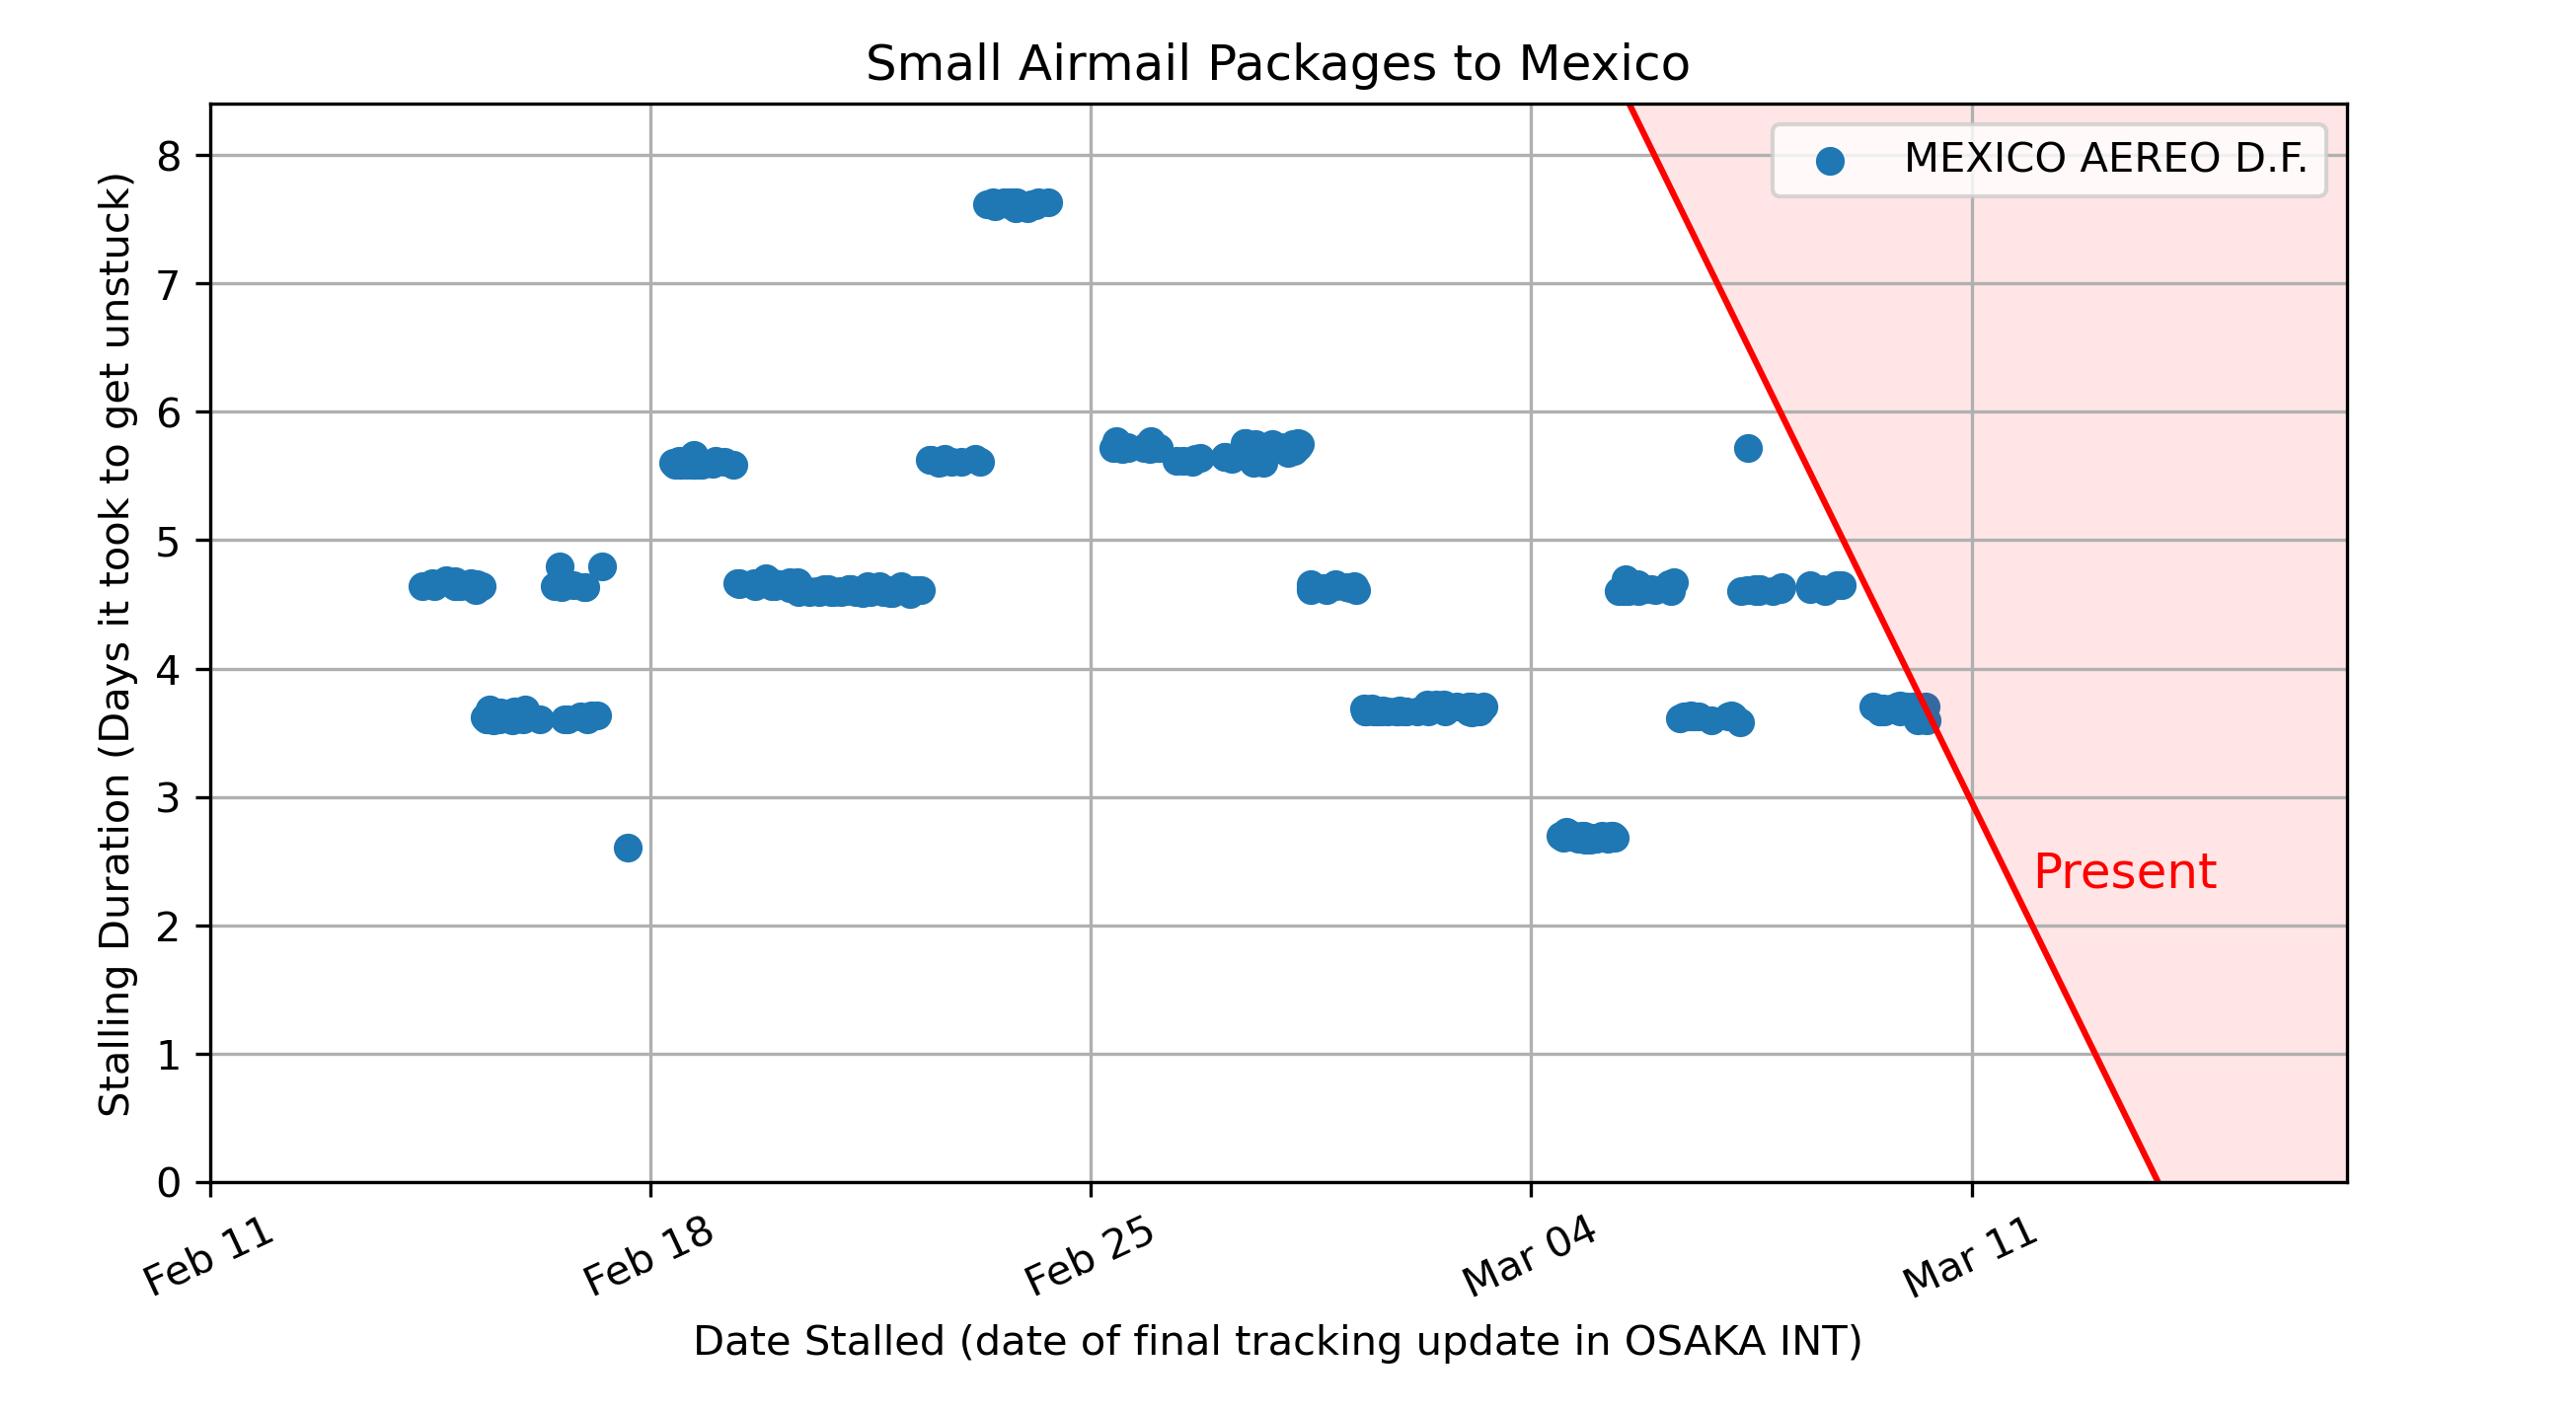 Small Airmail Packages to Mexico
MEXICO AEREO D.F.
Stalling Duration (Days it took to get unstuck)
8
7
6
5
4
3
2
1
0
Present
Feb 11
Feb 18
Feb 25
Mar 04
Mar 11
Date Stalled (date of final tracking update in OSAKA INT)